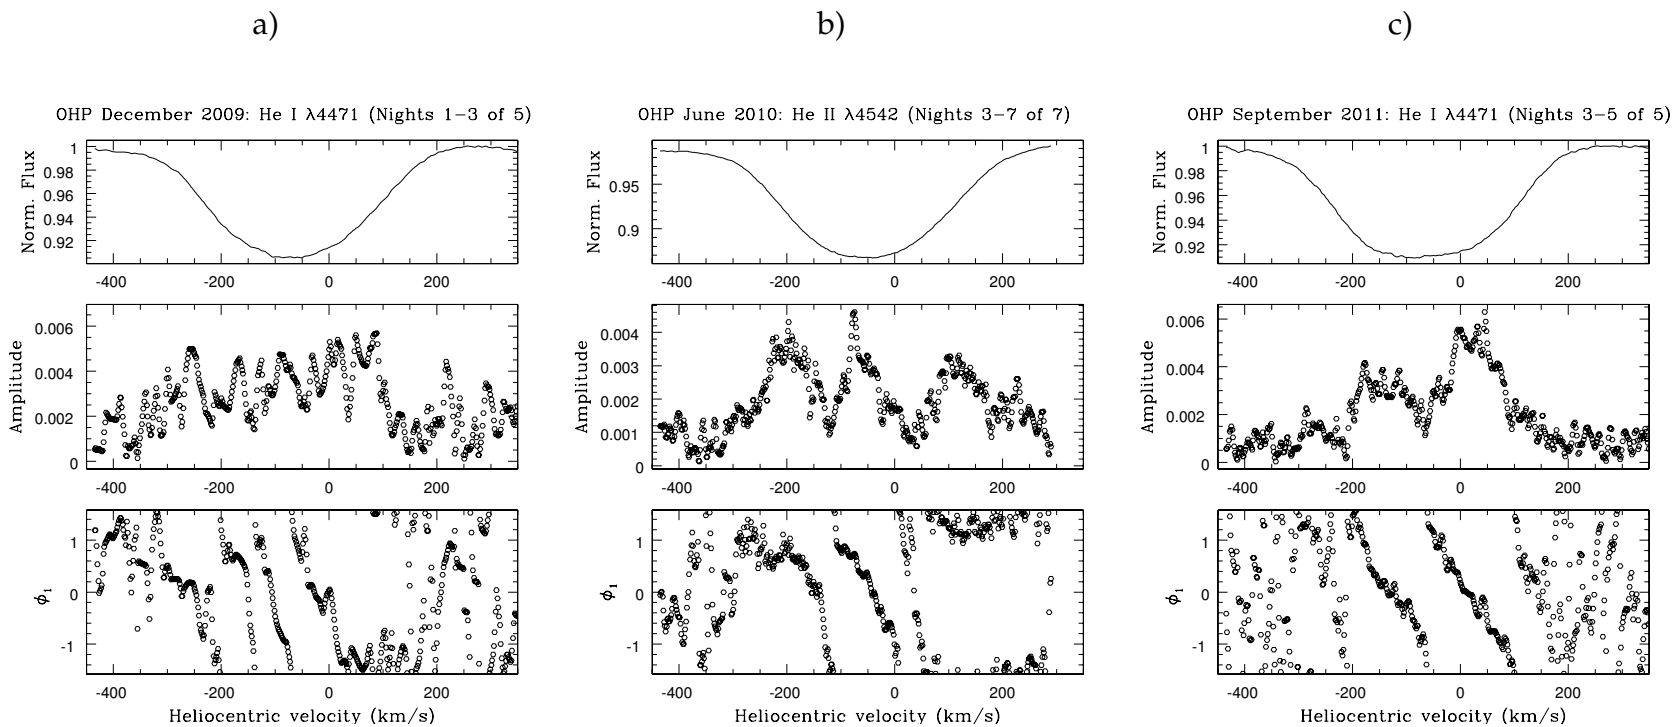 a)
b)
c)
OHP December 2009: He I λ4471 (Nights 1−3 of 5)
Norm. Flux
1
0.98
0.96
0.94
0.92
-400 -200 0 200
Amplitude
0.006
0.004
0.002
0
-400 -200 0 200
ϕ1
1
0
-1
-400 -200 0 200
Heliocentric velocity (km/s)
OHP June 2010: He II λ4542 (Nights 3−7 of 7)
Norm. Flux
0.95
0.9
-400 -200 0 200
Amplitude
0.004
0.003
0.002
0.001
0
-400 -200 0 200
ϕ1
1
0
-1
-400 -200 0 200
Heliocentric velocity (km/s)
OHP September 2011: He I λ4471 (Nights 3−5 of 5)
Norm. Flux
1
0.98
0.96
0.94
0.92
-400 -200 0 200
Amplitude
0.006
0.004
0.002
0
-400 -200 0 200
ϕ1
1
0
-1
-400 -200 0 200
Heliocentric velocity (km/s)